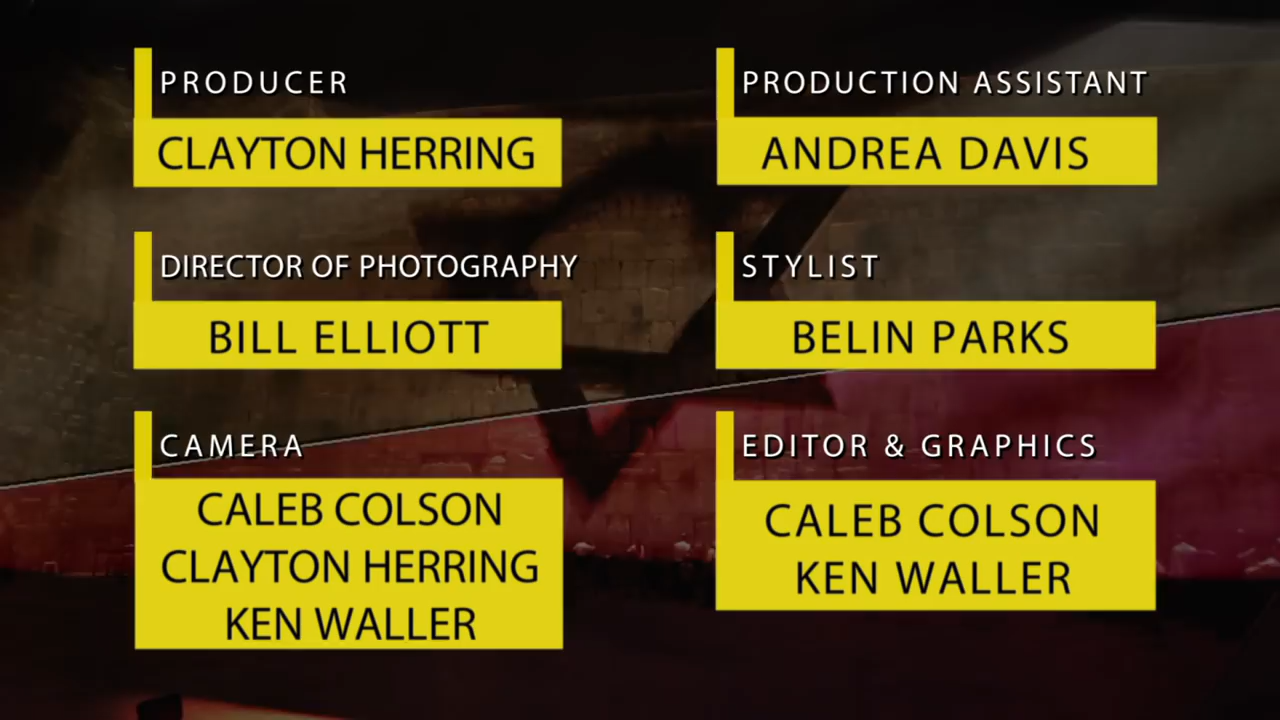 PRODUCER
CLAYTON HERRING
DIRECTOR OF PHOTOGRAPHY
BILL ELLIOTT
CAMERA
CALEB COLSON
CLAYTON HERRING
KEN WALLER
PRODUCTION ASSISTANT
ANDREA DAVIS
STYLIST
BELIN PARKS
EDITOR & GRAPHICS
CALEB COLSON
KEN WALLER